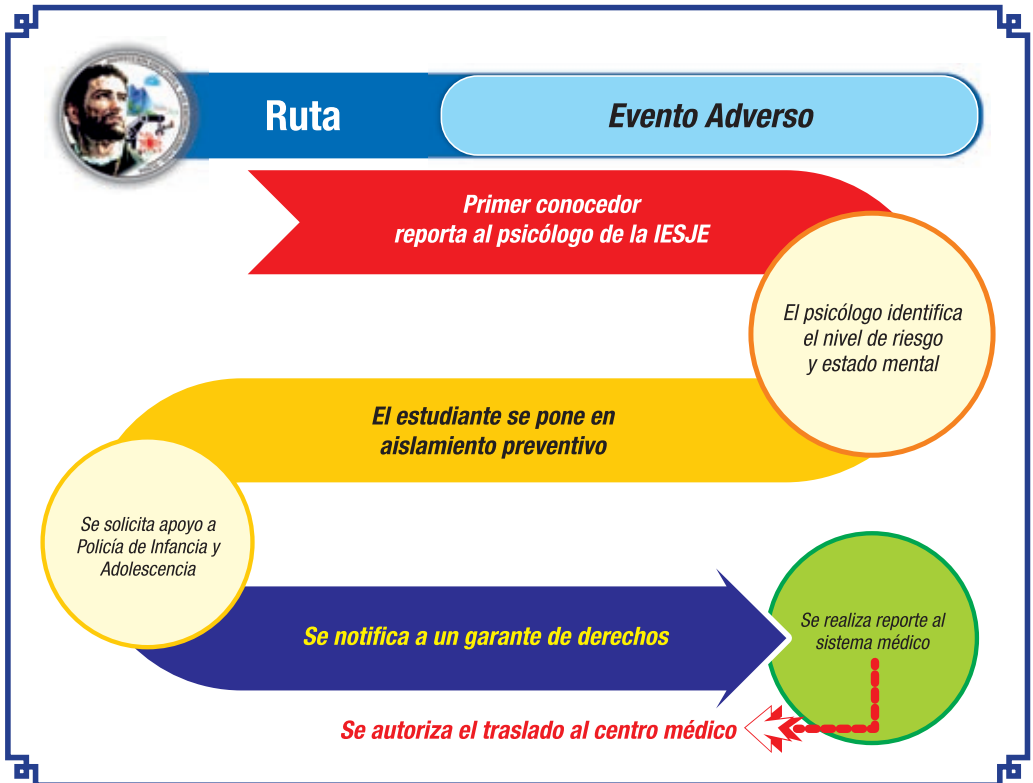 Ruta
Evento Adverso
Primer conocedor
reporta al psicólogo de la IESJE
El psicólogo identifica
el nivel de riesgo
y estado mental
El estudiante se pone en
aislamiento preventivo
Se solicita apoyo a
Policía de Infancia y
Adolescencia
Se notifica a un garante de derechos
Se realiza reporte al
sistema médico
Se autoriza el traslado al centro médico